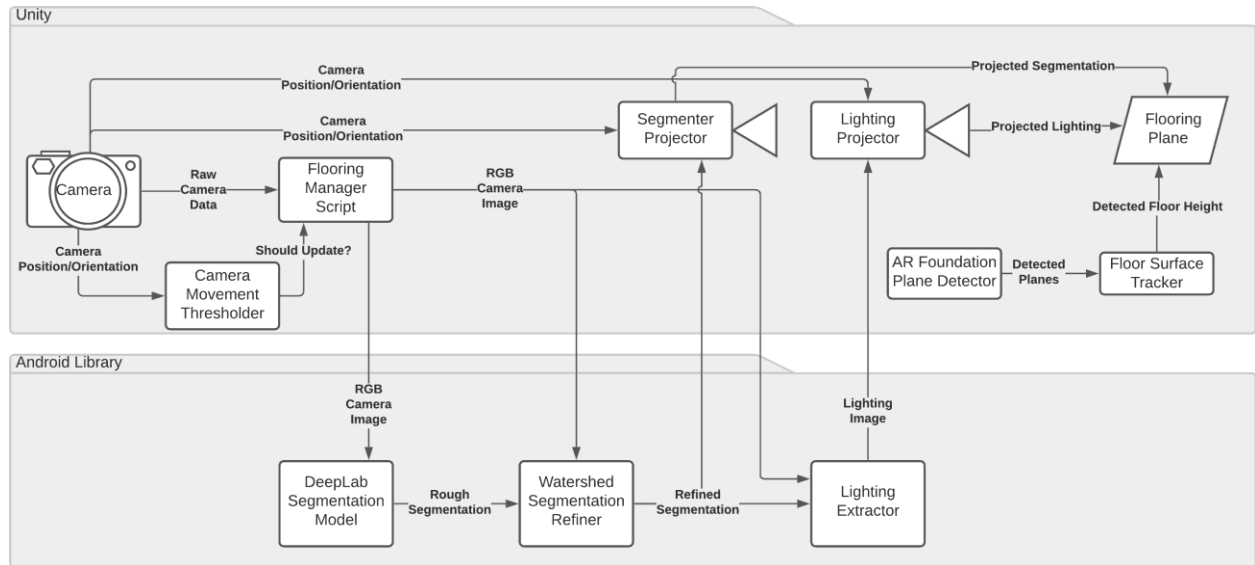 Unity
Camera
Position/Orientation
Projected Segmentation
Camera
Position/Orientation
Segmenter
Projector
Lighting
Projector
Projected Lighting
Flooring
Plane
Camera
Raw
Camera
Data
Flooring
Manager
Script
RGB
Camera
Image
Detected Floor Height
Camera
Position/Orientation
Should Update?
Camera
Movement
Thresholder
AR Foundation
Plane Detector
Detected
Planes
Floor Surface
Tracker
Android Library
RGB
Camera
Image
Lighting
Image
DeepLab
Segmentation
Model
Rough
Segmentation
Watershed
Segmentation
Refiner
Refined
Segmentation
Lighting
Extractor